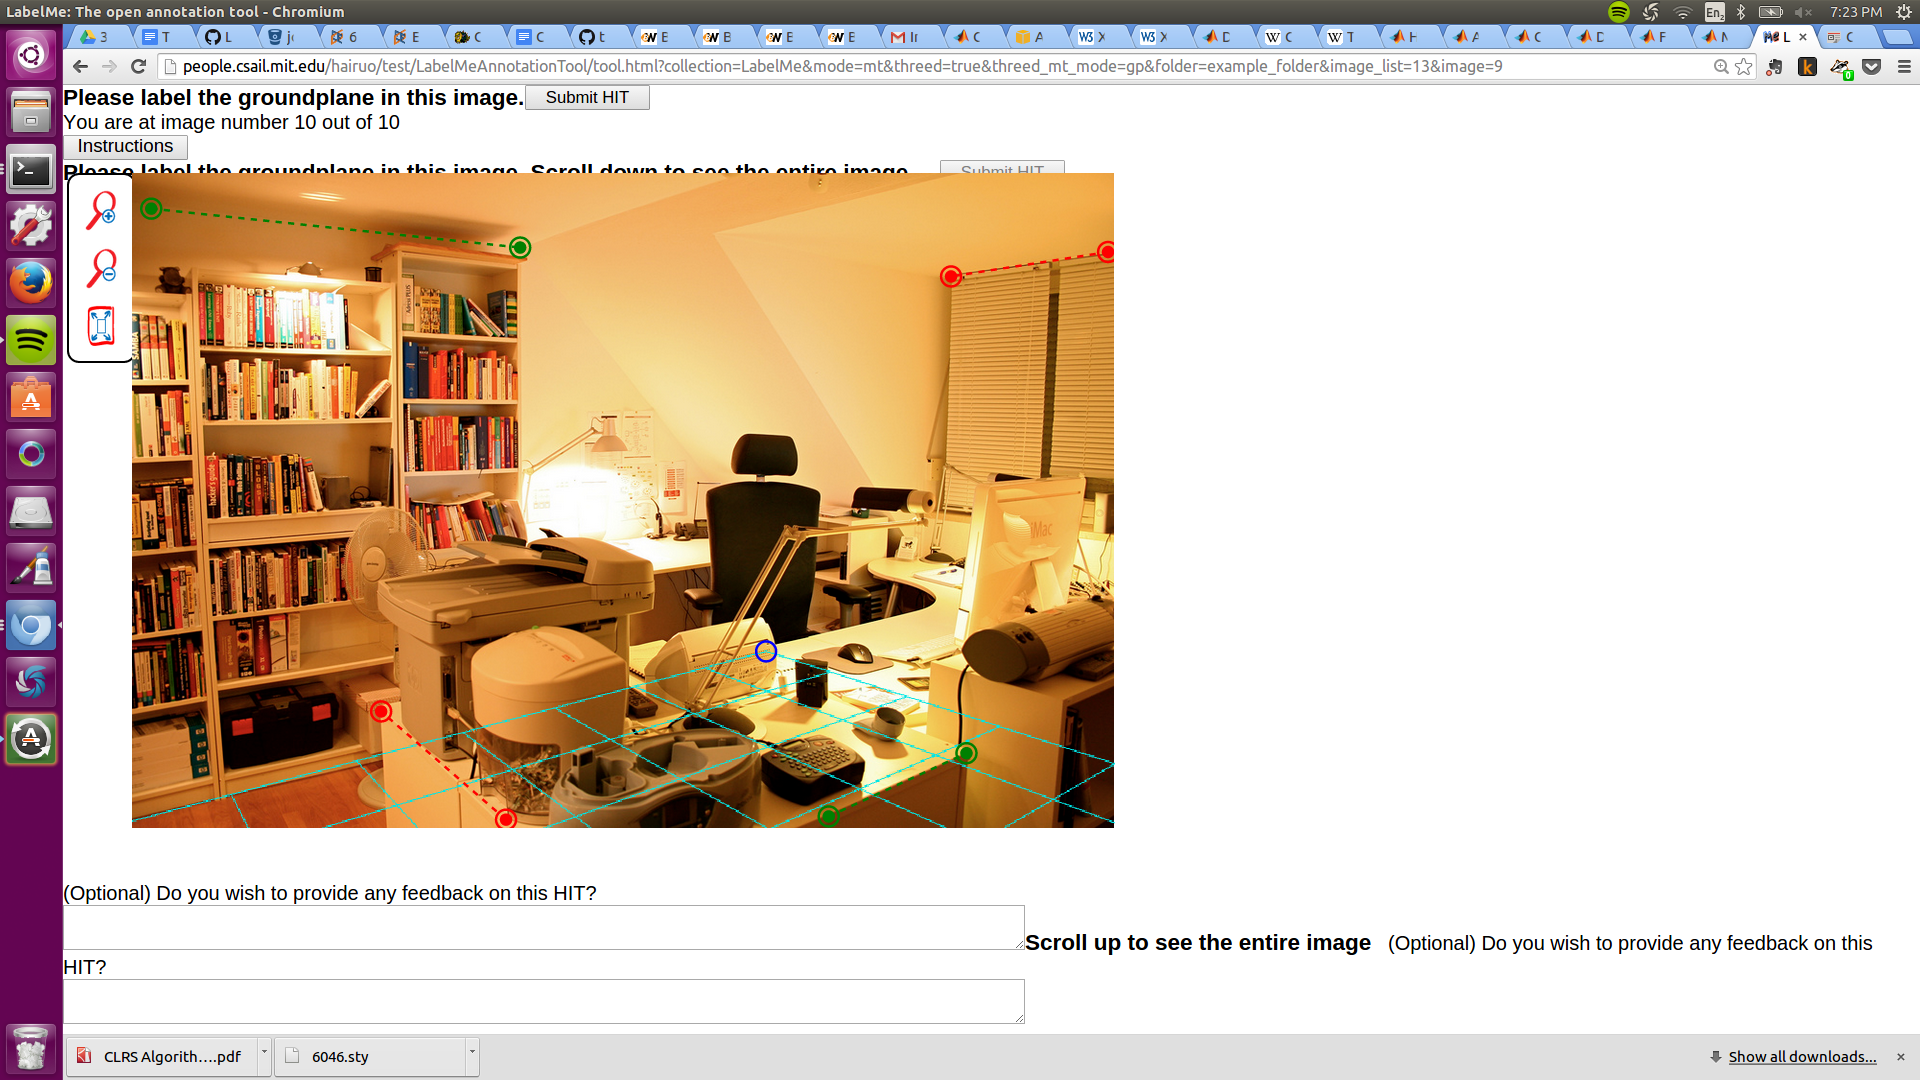 LabelMe: The open annotation tool - Chromium
En₂
7:23 PM
3 T L j 6 E C C t E B E E I C A X X D C T H A C D F N L × C
people.csail.mit.edu/hairuo/test/LabelMeAnnotationTool/tool.html?collection=LabelMe&mode=mt&threed=true&threed_mt_mode=gp&folder=example_folder&image_list=13&image=9
Please label the groundplane in this image. Submit HIT
You are at image number 10 out of 10
Instructions
Please label the groundplane in this image. Scroll down to see the entire image. Submit HIT
iMac
(Optional) Do you wish to provide any feedback on this HIT?
Scroll up to see the entire image (Optional) Do you wish to provide any feedback on this
HIT?
CLRS Algorith....pdf
6046.sty
Show all downloads...